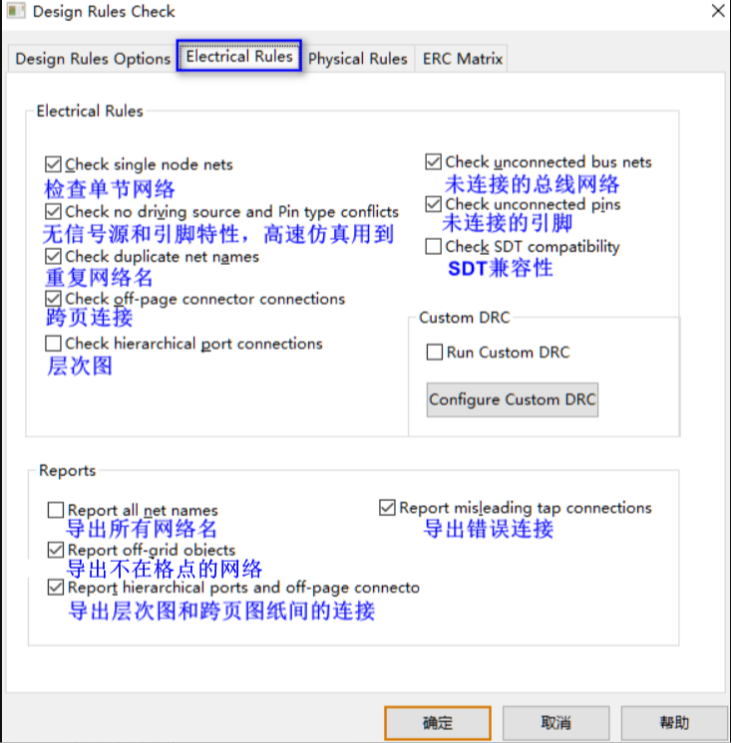 Design Rules Check
Design Rules Options
Electrical Rules
Physical Rules
ERC Matrix
Electrical Rules
Check single node nets
检查单节网络
Check no driving source and Pin type conflicts
无信号源和引脚特性，高速仿真用到
Check duplicate net names
重复网络名
Check off-page connector connections
跨页连接
Check hierarchical port connections
层次图
Check unconnected bus nets
未连接的总线网络
Check unconnected pins
未连接的引脚
Check SDT compatibility
SDT兼容性
Custom DRC
Run Custom DRC
Configure Custom DRC
Reports
Report all net names
导出所有网络名
Report off-grid objects
导出不在格点的网络
Report hierarchical ports and off-page connecto
导出层次图和跨页图纸间的连接
Report misleading tap connections
导出错误连接
确定
取消
帮助